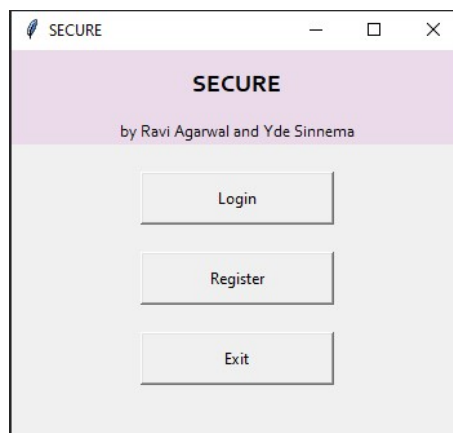 SECURE
SECURE
by Ravi Agarwal and Yde Sinnema
Login
Register
Exit